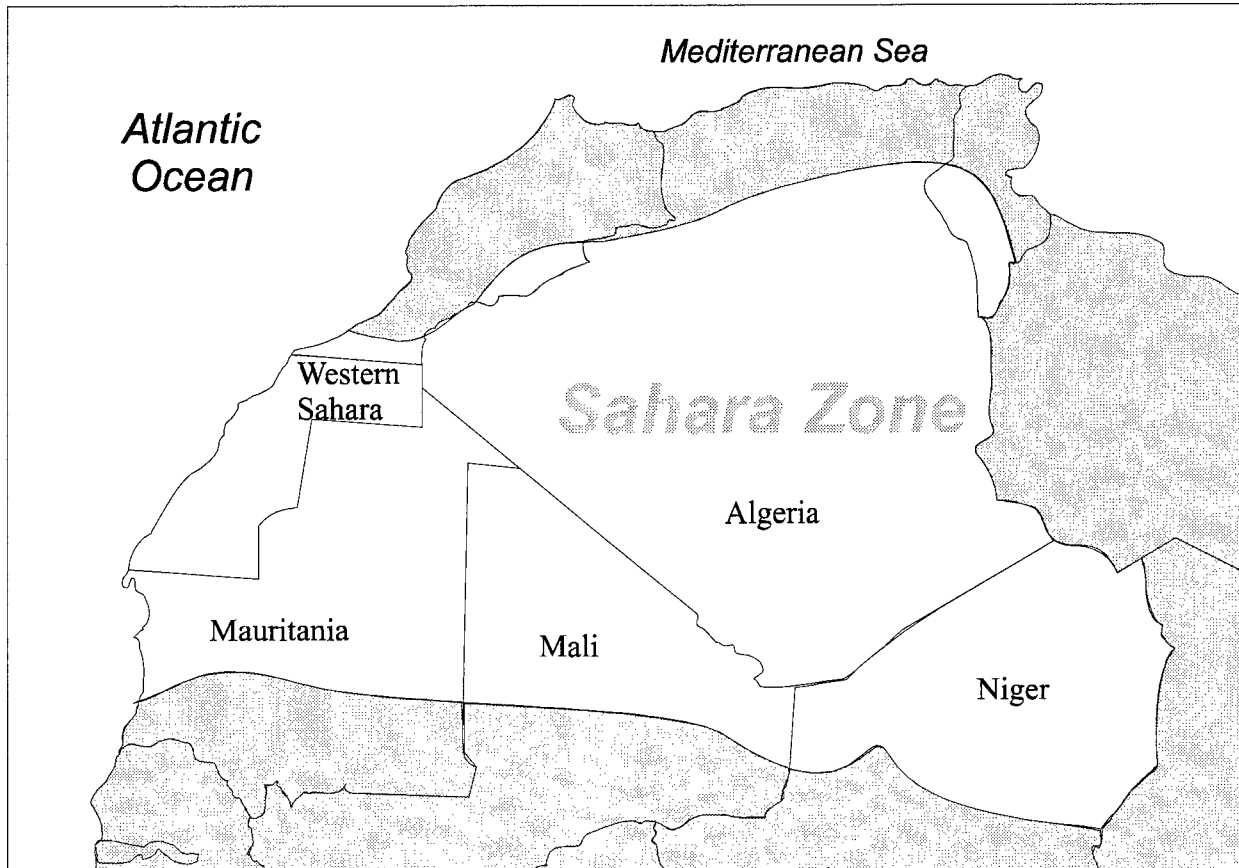 Mediterranean Sea
Atlantic
Ocean
Western
Sahara
Sahara Zone
Algeria
Mauritania
Mali
Niger